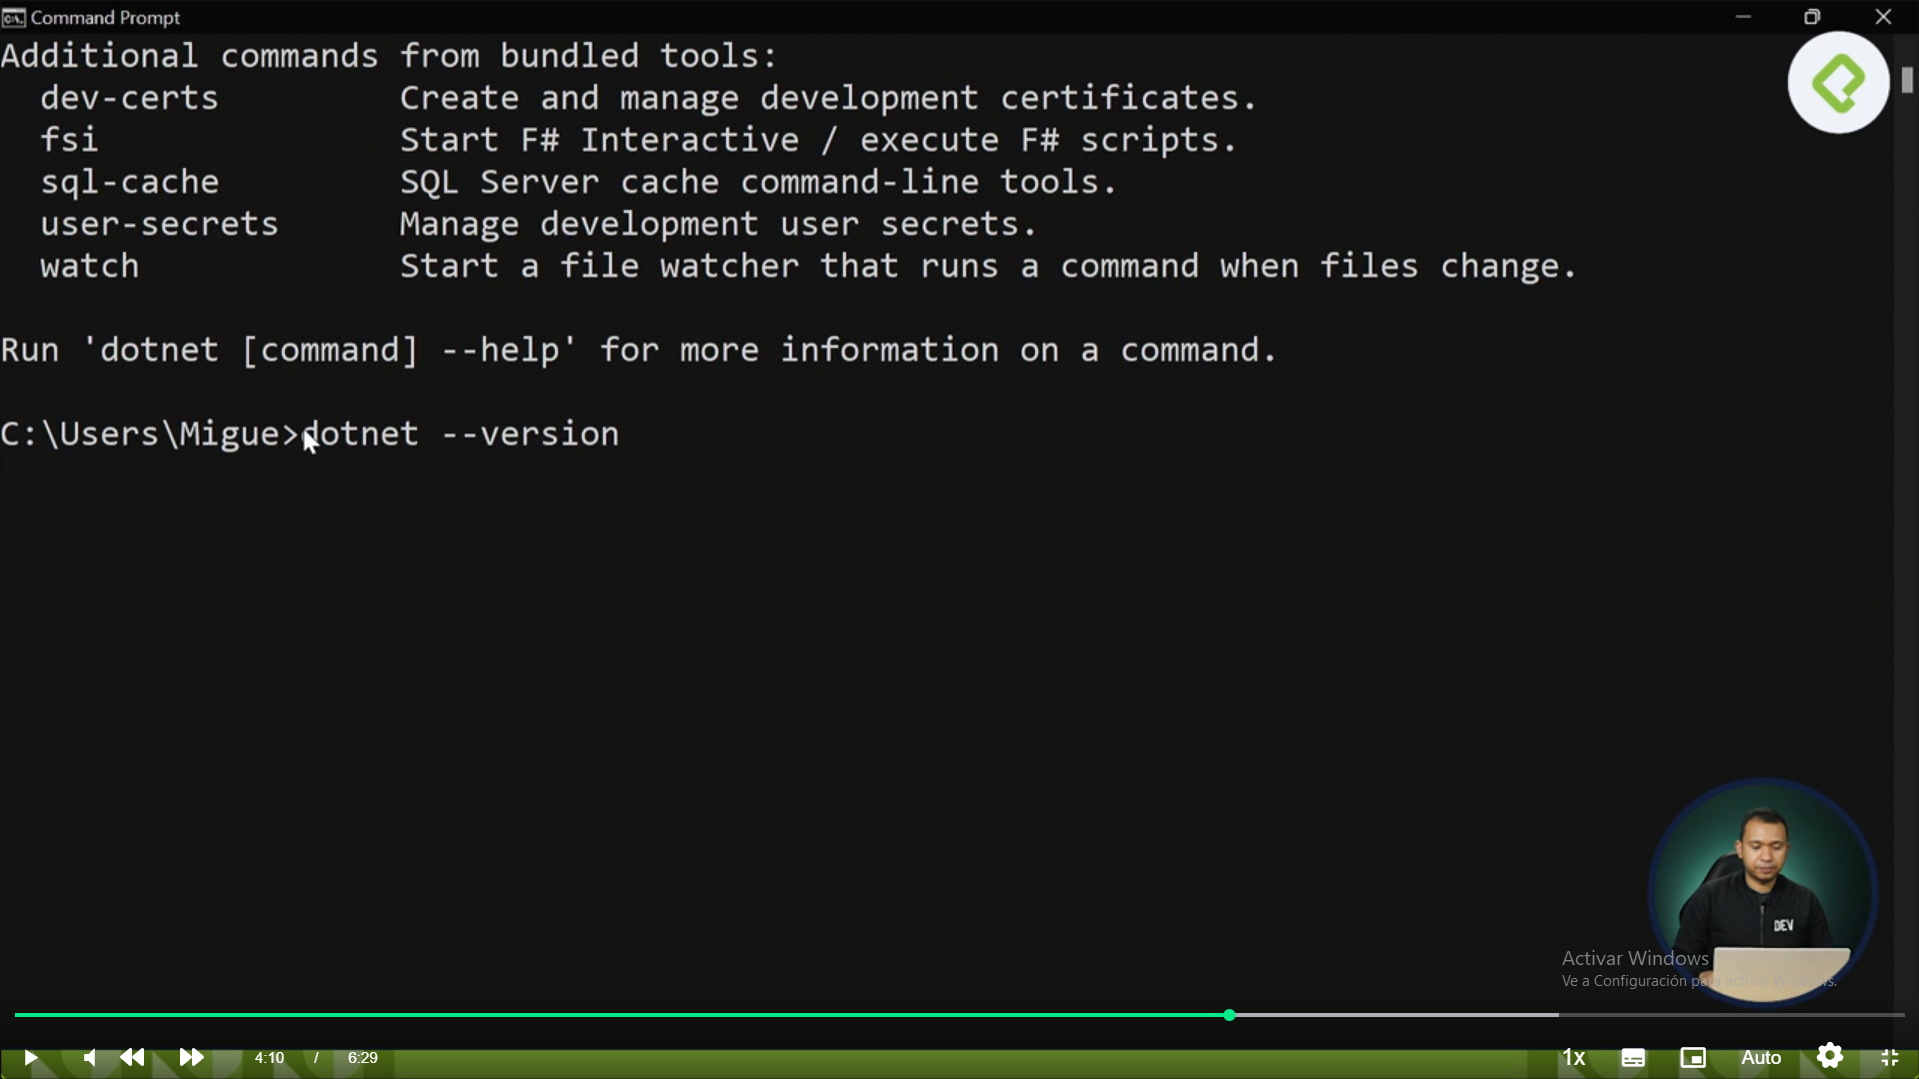 Command Prompt
Additional commands from bundled tools:
dev-certs Create and manage development certificates.
fsi Start F# Interactive / execute F# scripts.
sql-cache SQL Server cache command-line tools.
user-secrets Manage development user secrets.
watch Start a file watcher that runs a command when files change.
Run 'dotnet [command] --help' for more information on a command.
C:\Users\Migue>dotnet --version
DEV
Activar Windows
Ve a Configuración para activar Windows.
4:10 / 6:29
1x
Auto